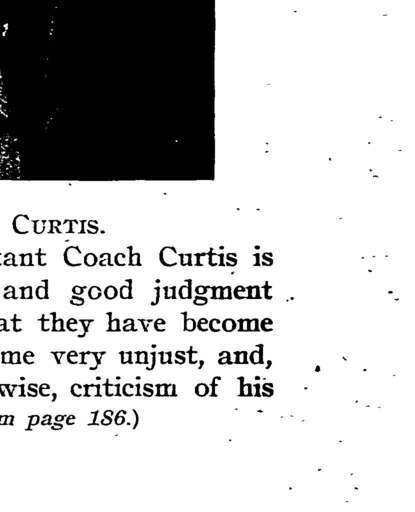 CURTIS.
tant Coach Curtis is
and good judgment
at they have become
me very unjust, and,
wise, criticism of his
m page 186.)